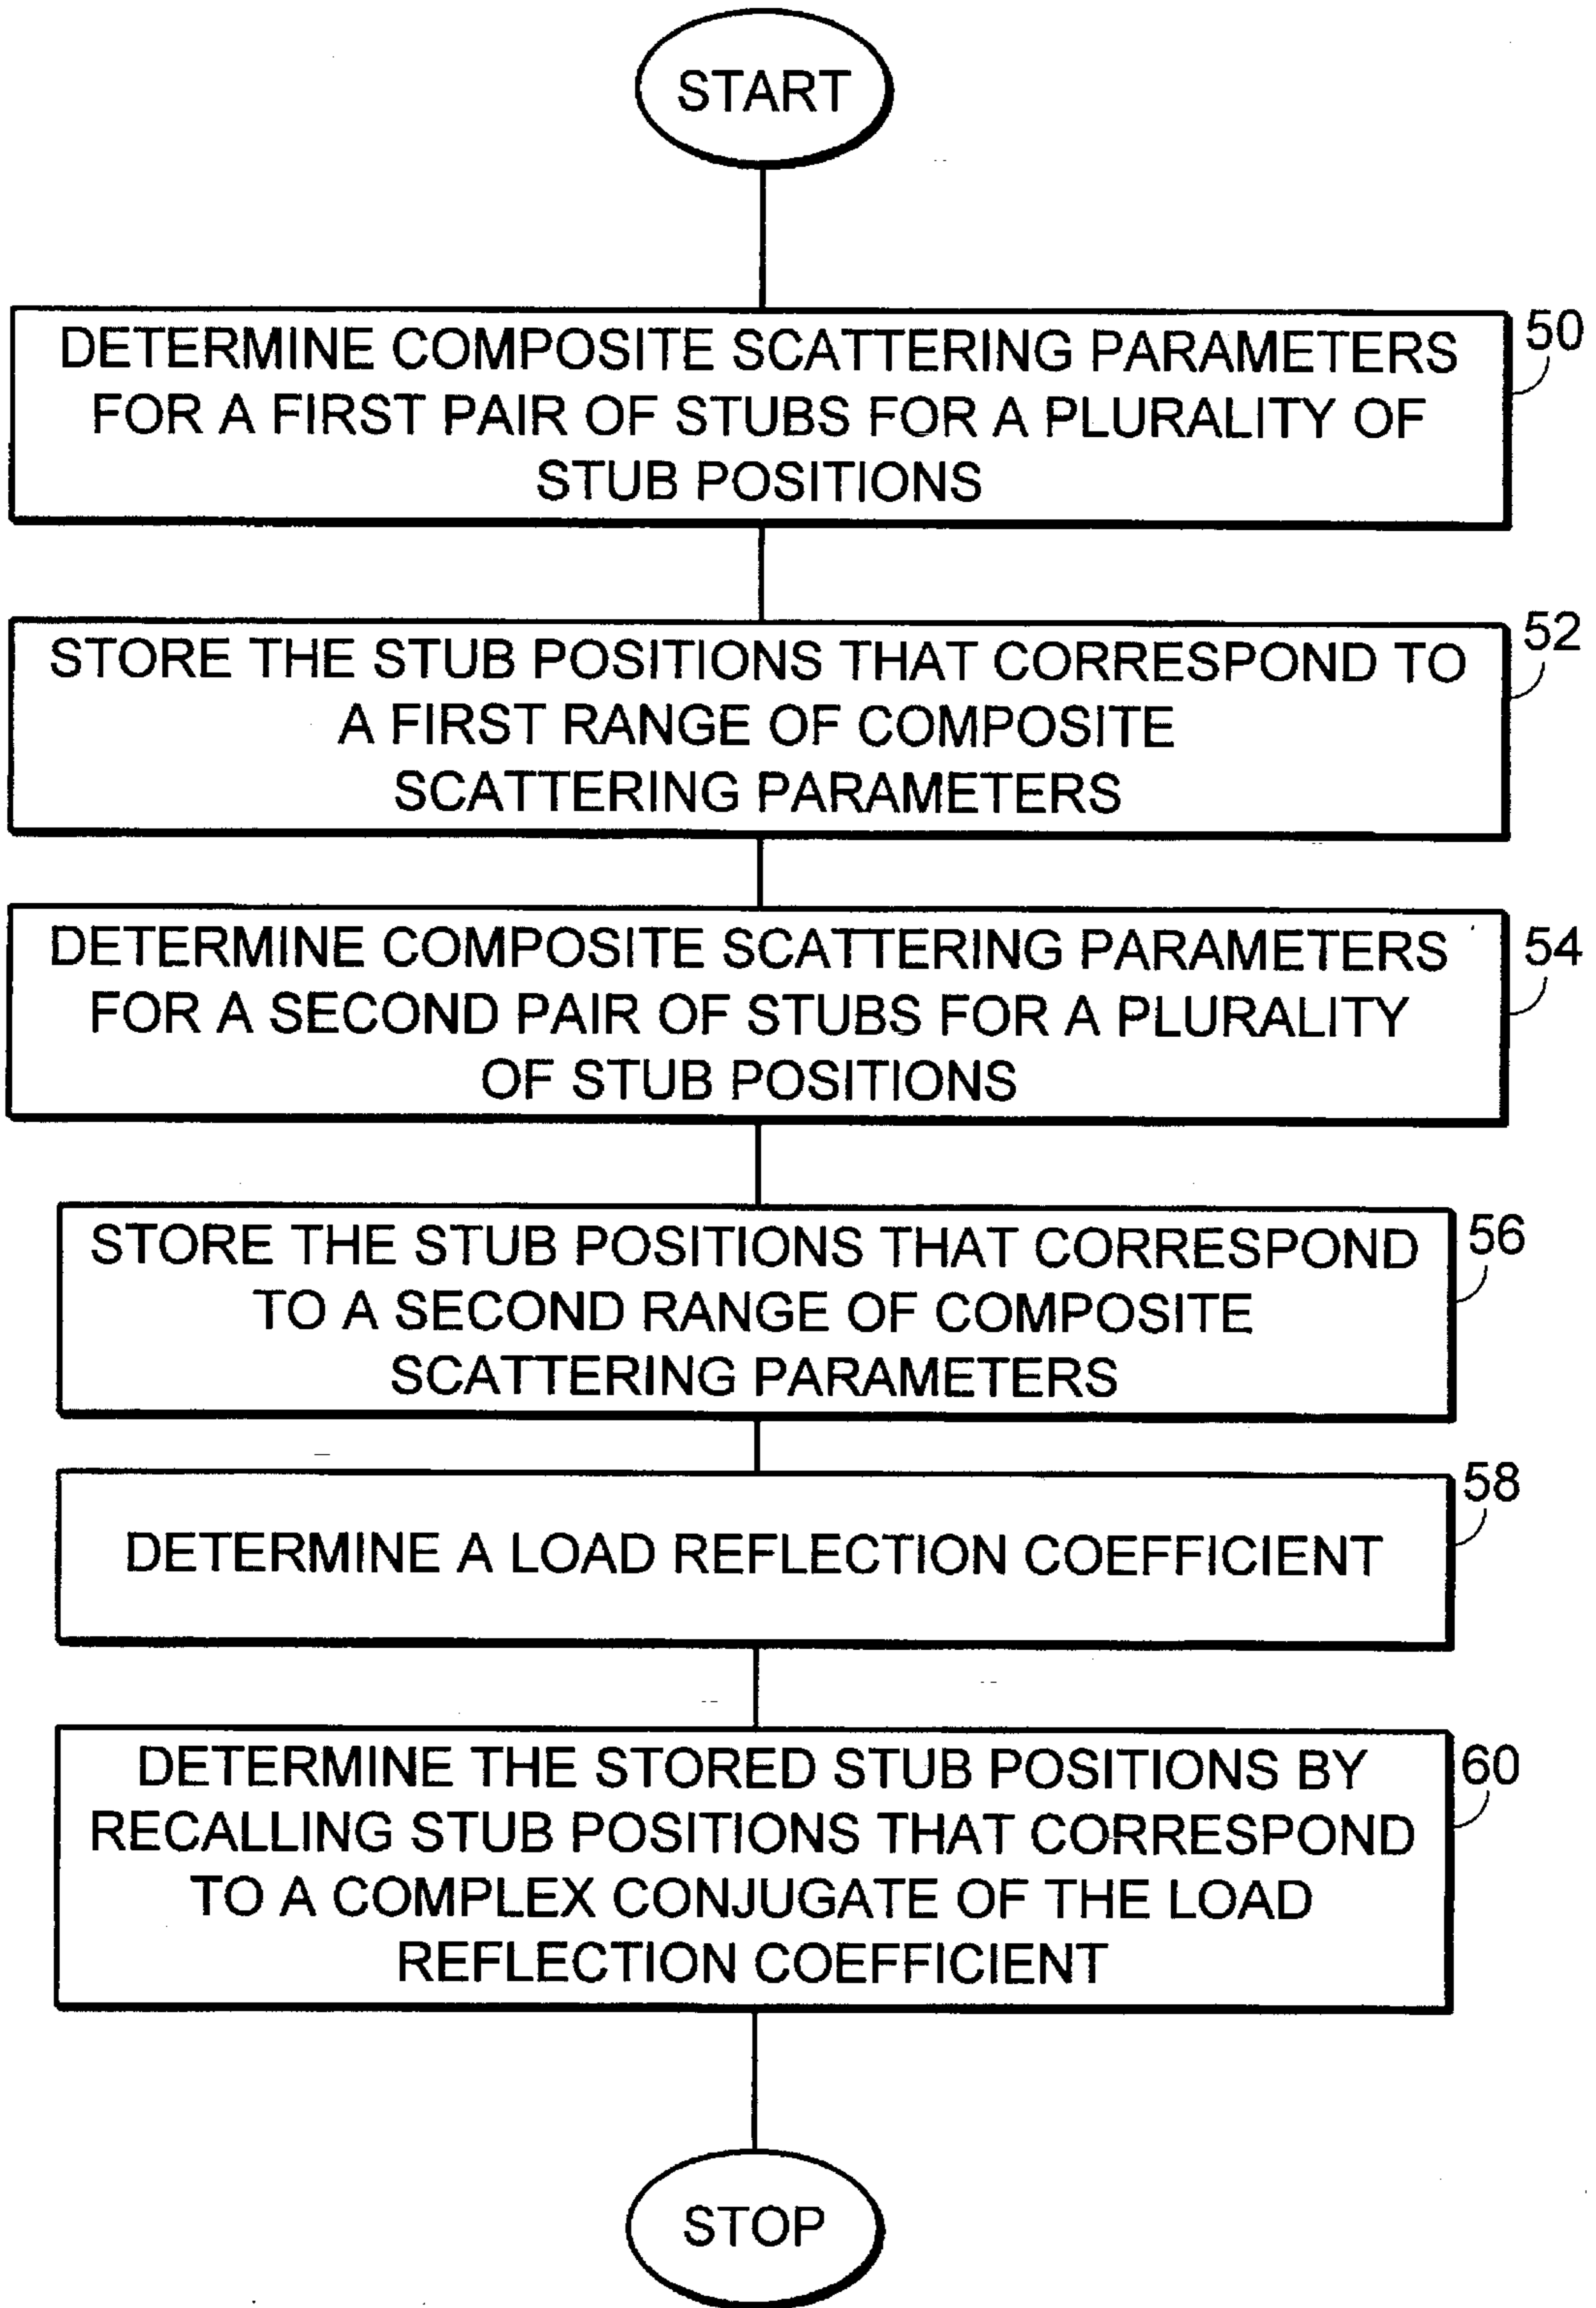 START
DETERMINE COMPOSITE SCATTERING PARAMETERS
FOR A FIRST PAIR OF STUBS FOR A PLURALITY OF
STUB POSITIONS
50
STORE THE STUB POSITIONS THAT CORRESPOND TO
A FIRST RANGE OF COMPOSITE
SCATTERING PARAMETERS
52
DETERMINE COMPOSITE SCATTERING PARAMETERS
FOR A SECOND PAIR OF STUBS FOR A PLURALITY
OF STUB POSITIONS
54
STORE THE STUB POSITIONS THAT CORRESPOND
TO A SECOND RANGE OF COMPOSITE
SCATTERING PARAMETERS
56
DETERMINE A LOAD REFLECTION COEFFICIENT
58
DETERMINE THE STORED STUB POSITIONS BY
RECALLING STUB POSITIONS THAT CORRESPOND
TO A COMPLEX CONJUGATE OF THE LOAD
REFLECTION COEFFICIENT
60
STOP